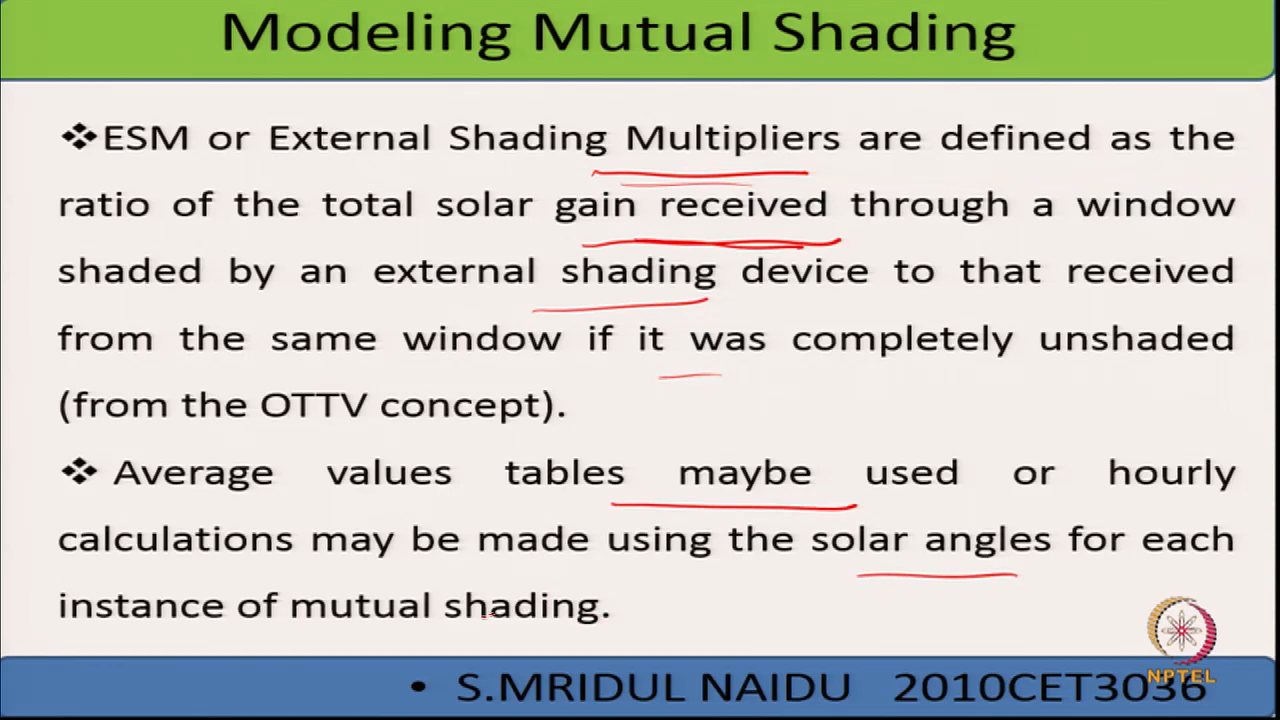 Modeling Mutual Shading
❖ESM or External Shading Multipliers are defined as the
ratio of the total solar gain received through a window
shaded by an external shading device to that received
from the same window if it was completely unshaded
(from the OTTV concept).
❖ Average values tables maybe used or hourly
calculations may be made using the solar angles for each
instance of mutual shading.
• S.MRIDUL NAIDU 2010CET3036
NPTEL